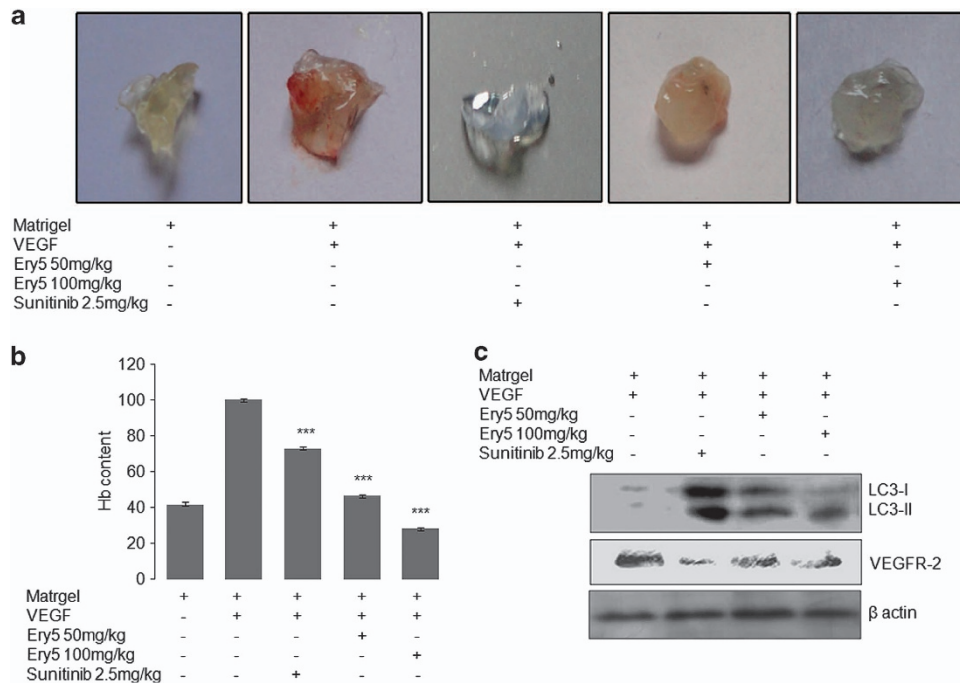 a
Matrigel + + + + +
VEGF - + + + +
Ery5 50mg/kg - - - + -
Ery5 100mg/kg - - - - +
Sunitinib 2.5mg/kg - - + - -
b
120
100
80
60
40
20
0
Hb content
***
***
***
Matrgel + + + + +
VEGF - + + + +
Ery5 50mg/kg - - - + -
Ery5 100mg/kg - - - - +
Sunitinib 2.5mg/kg - - + - -
c
Matrgel + + + +
VEGF + + + +
Ery5 50mg/kg - - + -
Ery5 100mg/kg - - - +
Sunitinib 2.5mg/kg - + - -
LC3-I
LC3-II
VEGFR-2
β actin